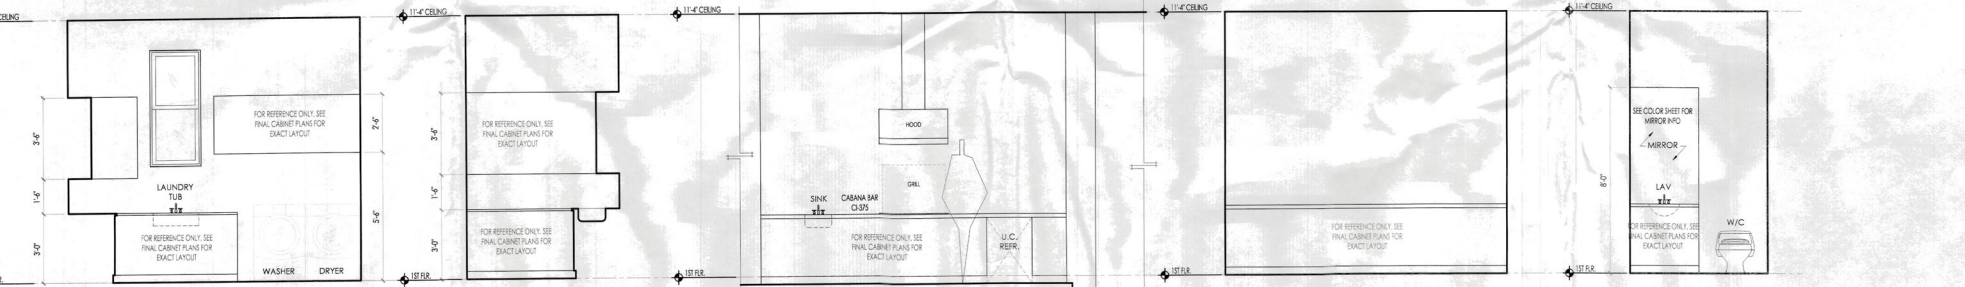 CEILING
3'-6"
1'-6"
3'-0"
FOR REFERENCE ONLY, SEE
FINAL CABINET PLANS FOR
EXACT LAYOUT
2'-6"
5'-6"
LAUNDRY
TUB
FOR REFERENCE ONLY, SEE
FINAL CABINET PLANS FOR
EXACT LAYOUT
WASHER
DRYER
11'-4" CEILING
3'-6"
1'-6"
3'-0"
1ST FLR.
FOR REFERENCE ONLY, SEE
FINAL CABINET PLANS FOR
EXACT LAYOUT
FOR REFERENCE ONLY, SEE
FINAL CABINET PLANS FOR
EXACT LAYOUT
11'-4" CEILING
1ST FLR.
HOOD
GRILL
SINK
CABANA BAR
CI-375
FOR REFERENCE ONLY, SEE
FINAL CABINET PLANS FOR
EXACT LAYOUT
U.C.
REFR.
11'-4" CEILING
1ST FLR.
FOR REFERENCE ONLY, SEE
FINAL CABINET PLANS FOR
EXACT LAYOUT
11'-4" CEILING
8'-0"
1ST FLR.
SEE COLOR SHEET FOR
MIRROR INFO
MIRROR
LAV
FOR REFERENCE ONLY, SEE
FINAL CABINET PLANS FOR
EXACT LAYOUT
W/C